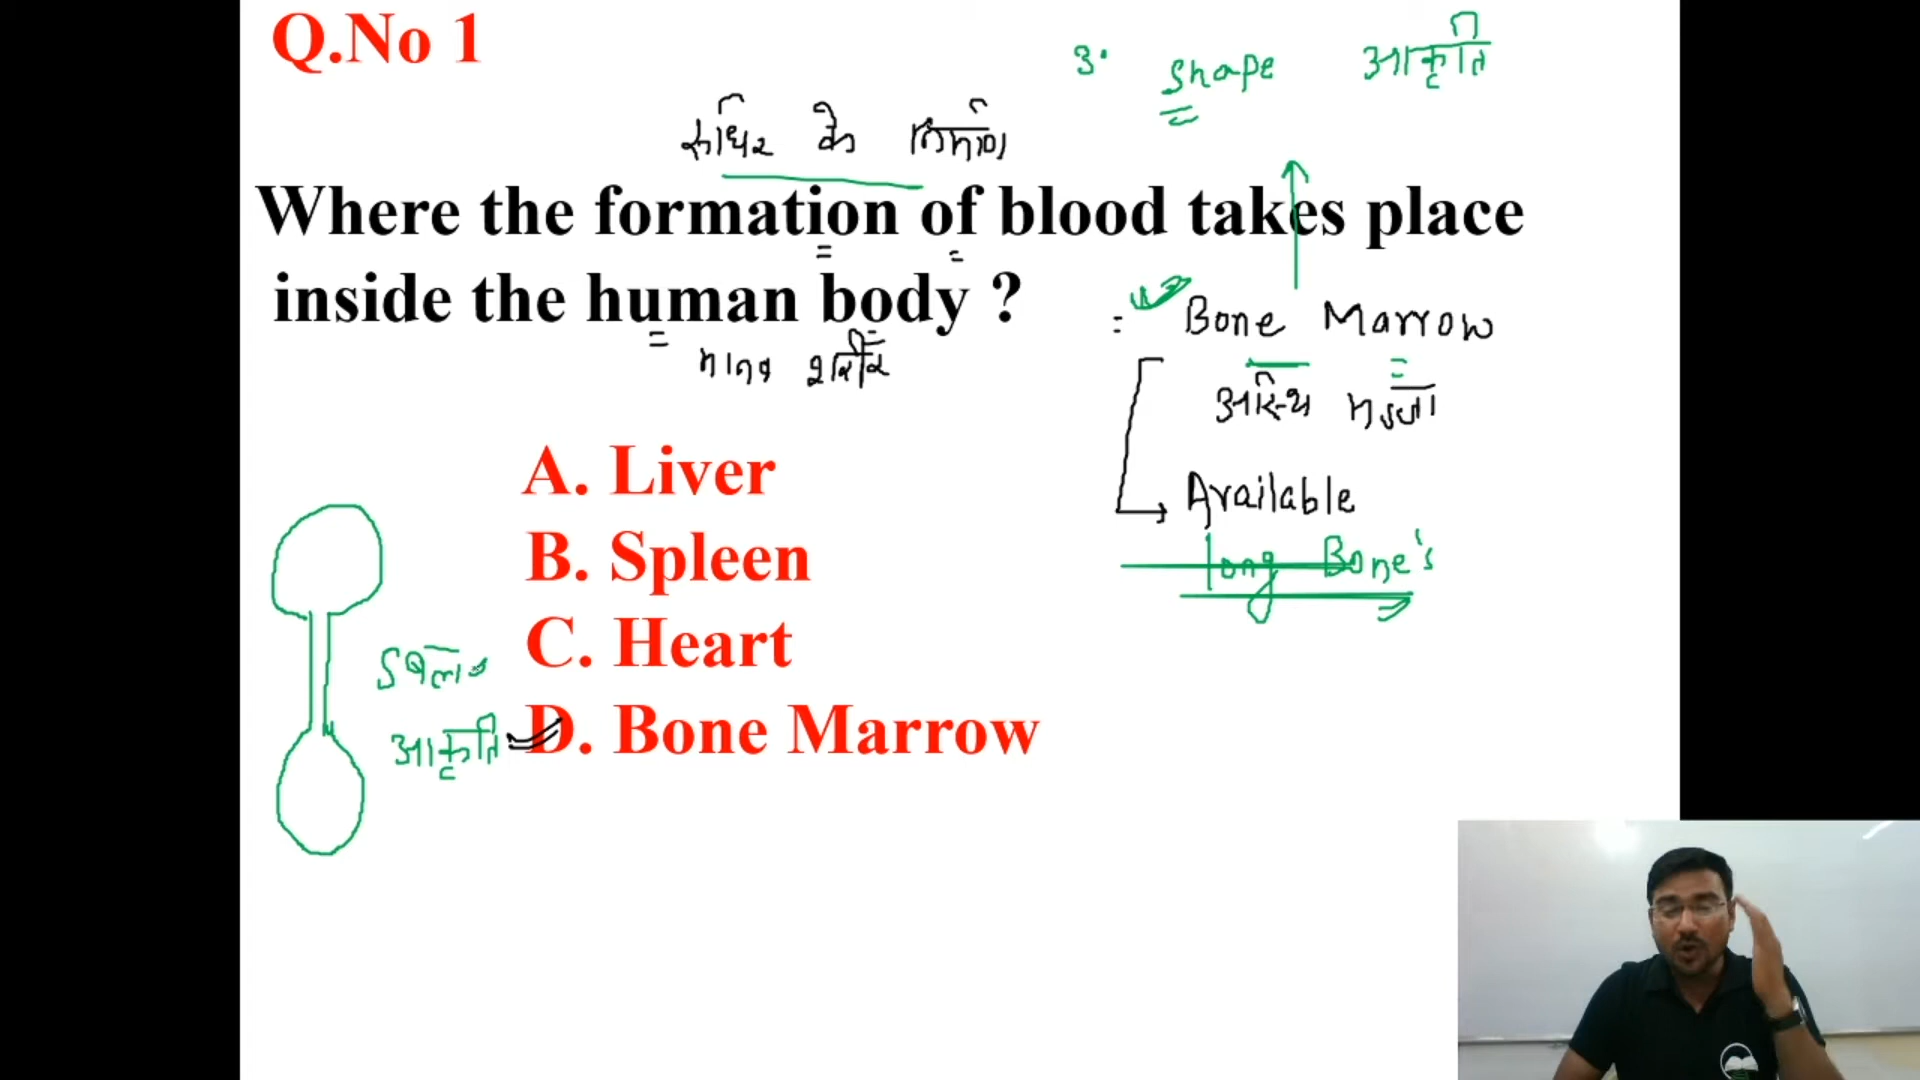 Q.No 1
3. Shape आकृति
रूधिर के निर्माण
Where the formation of blood takes place
inside the human body ?
मानव शरीर
= Bone Marrow
अस्थि मज्जा
A. Liver
Available
B. Spleen
long Bone's
C. Heart
D. Bone Marrow
आकृति